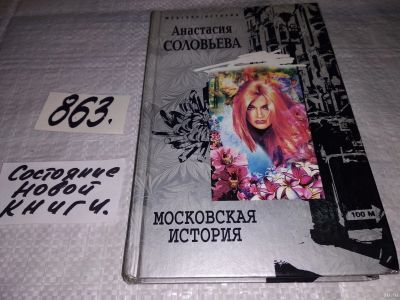 Анастасия
СОЛОВЬЕВА
863.
Состояние
новой
книги.
МОСКОВСКАЯ
ИСТОРИЯ
100 М